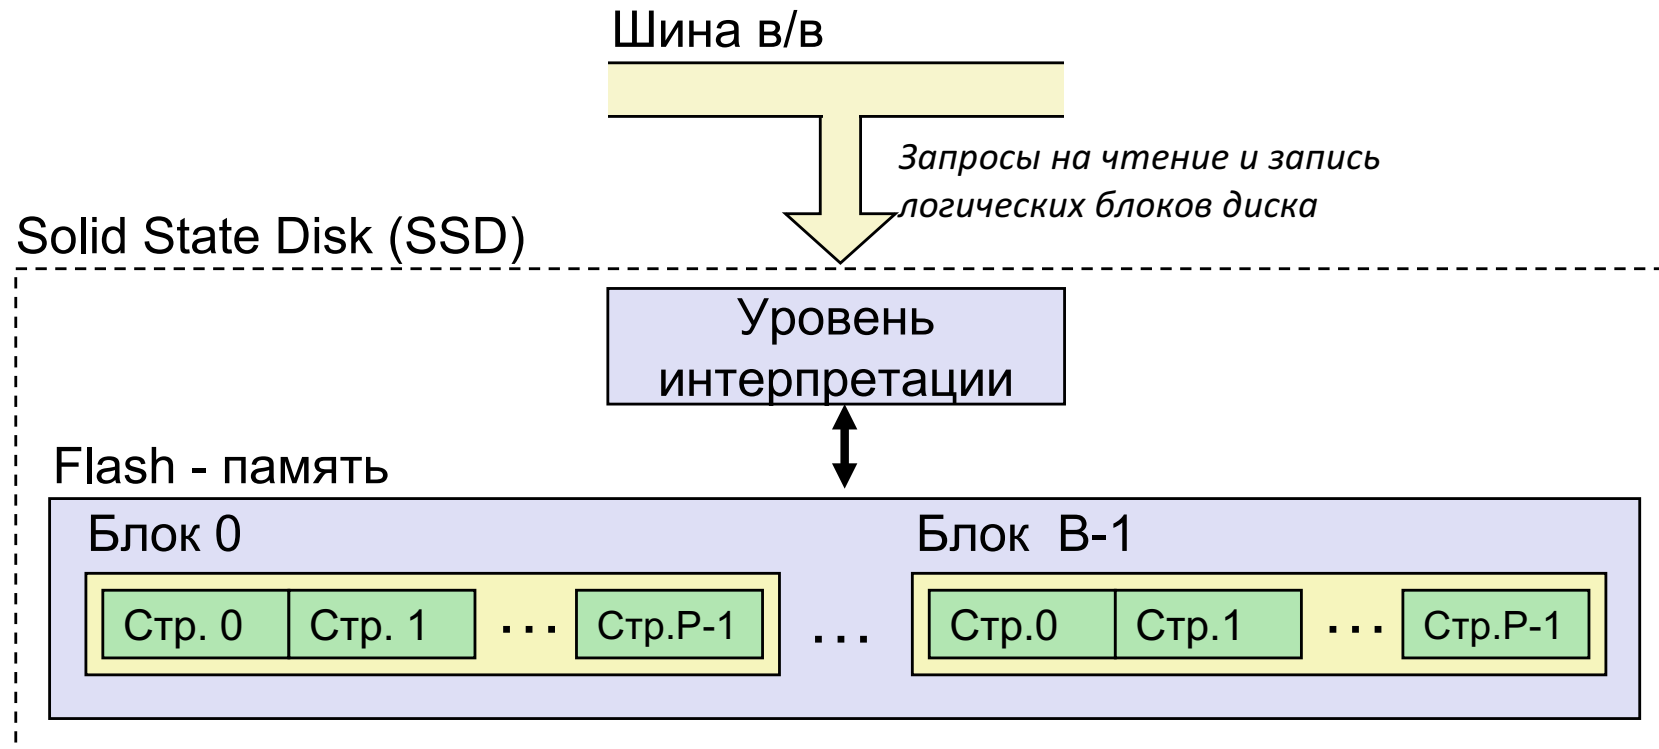 Шина в/в
Запросы на чтение и запись
логических блоков диска
Solid State Disk (SSD)
Уровень
интерпретации
Flash - память
Блок 0
Блок B-1
Стр. 0 Стр. 1 ... Стр.P-1 ... Стр.0 Стр.1 ... Стр.P-1